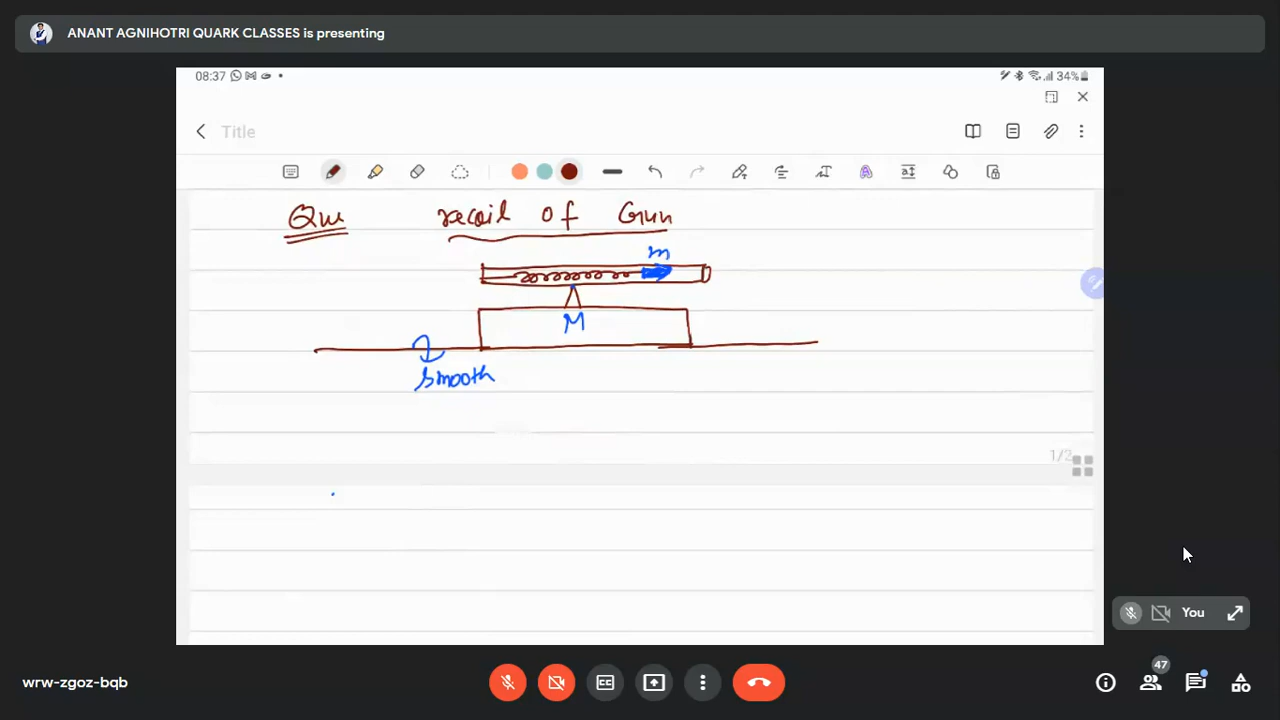 ANANT AGNIHOTRI QUARK CLASSES is presenting
08:37 34%
Title
Que recoil of Gun
m
M
Smooth
1/2
You
wrw-zgoz-bqb 47